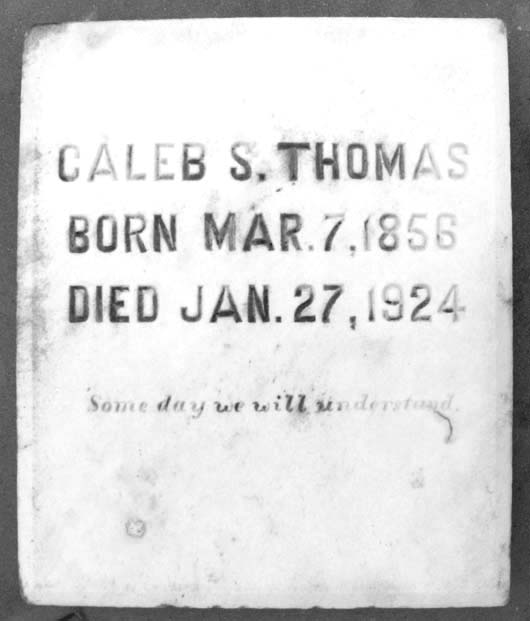 CALEB S. THOMAS
BORN MAR. 7, 1856
DIED JAN. 27, 1924
Some day we will understand.